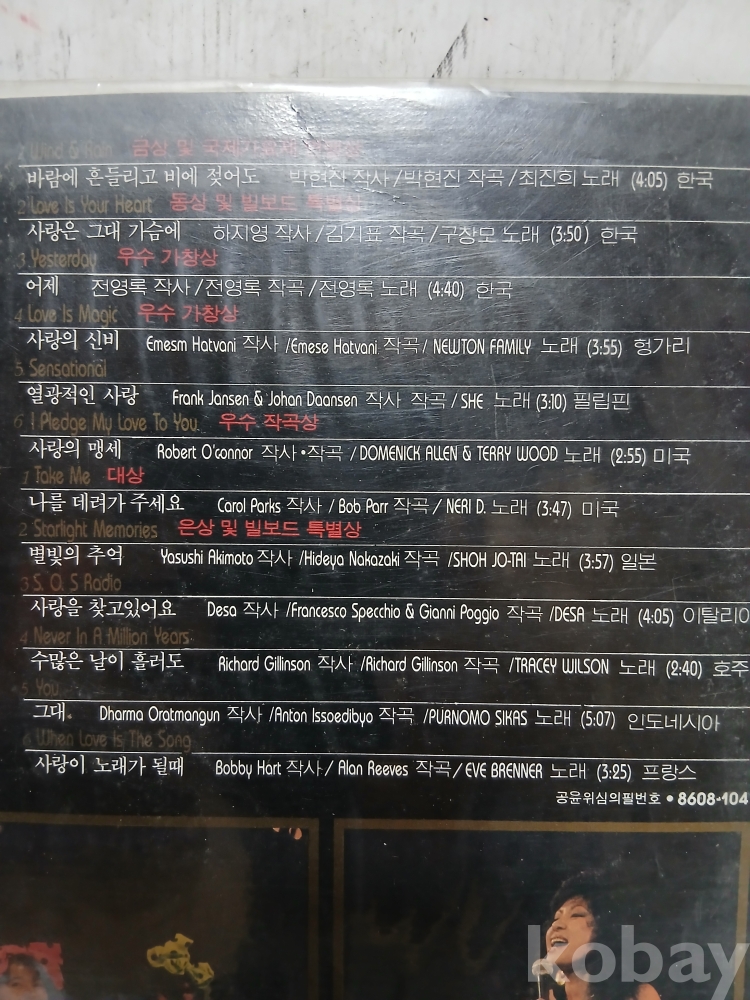 1 Wind & Rain 금상 및 국제가요제
바람에 흔들리고 비에 젖어도 박현진 작사/박현진 작곡/최진희 노래 (4:05) 한국
2 Love Is Your Heart 동상 및 빌보드 특별상
사랑은 그대 가슴에 하지영 작사/김기표 작곡/구창모 노래 (3:50) 한국
3 Yesterday 우수 가창상
어제 전영록 작사/전영록 작곡/전영록 노래 (4:40) 한국
4 Love Is Magic 우수 가창상
사랑의 신비 Emesm Hatvani 작사 /Emese Hatvani 작곡/ NEWTON FAMILY 노래 (3:55) 헝가리
5 Sensational
열광적인 사랑 Frank Jansen & Johan Daansen 작사 작곡/SHE 노래 (3:10) 필립핀
6 I Pledge My Love To You 우수 작곡상
사랑의 맹세 Robert O'connor 작사•작곡 /DOMENICK ALLEN & TERRY WOOD 노래 (2:55) 미국
1 Take Me 대상
나를 데려가 주세요 Carol Parks 작사 / Bob Parr 작곡/ NERI D. 노래 (3:47) 미국
2 Starlight Memories 은상 및 빌보드 특별상
별빛의 추억 Yasushi Akimoto 작사 /Hideya Nakazaki 작곡 /SHOH JO-TAI 노래 (3:57) 일본
3 S. O. S Radio
사랑을 찾고있어요 Desa 작사 /Francesco Specchio & Gianni Poggio 작곡 /DESA 노래 (4:05) 이탈리아
4 Never In A Million Years
수많은 날이 흘러도 Richard Gillinson 작사 /Richard Gillinson 작곡 /TRACEY WILSON 노래 (2:40) 호주
5 You
그대 Dharma Oratmangun 작사 /Anton Issoedibyo 작곡 /PURNOMO SIKAS 노래 (5:07) 인도네시아
6 When Love Is The Song
사랑이 노래가 될때 Bobby Hart 작사/ Alan Reeves 작곡/ EVE BRENNER 노래 (3:25) 프랑스
공윤위심의필번호 • 8608-104
kobay